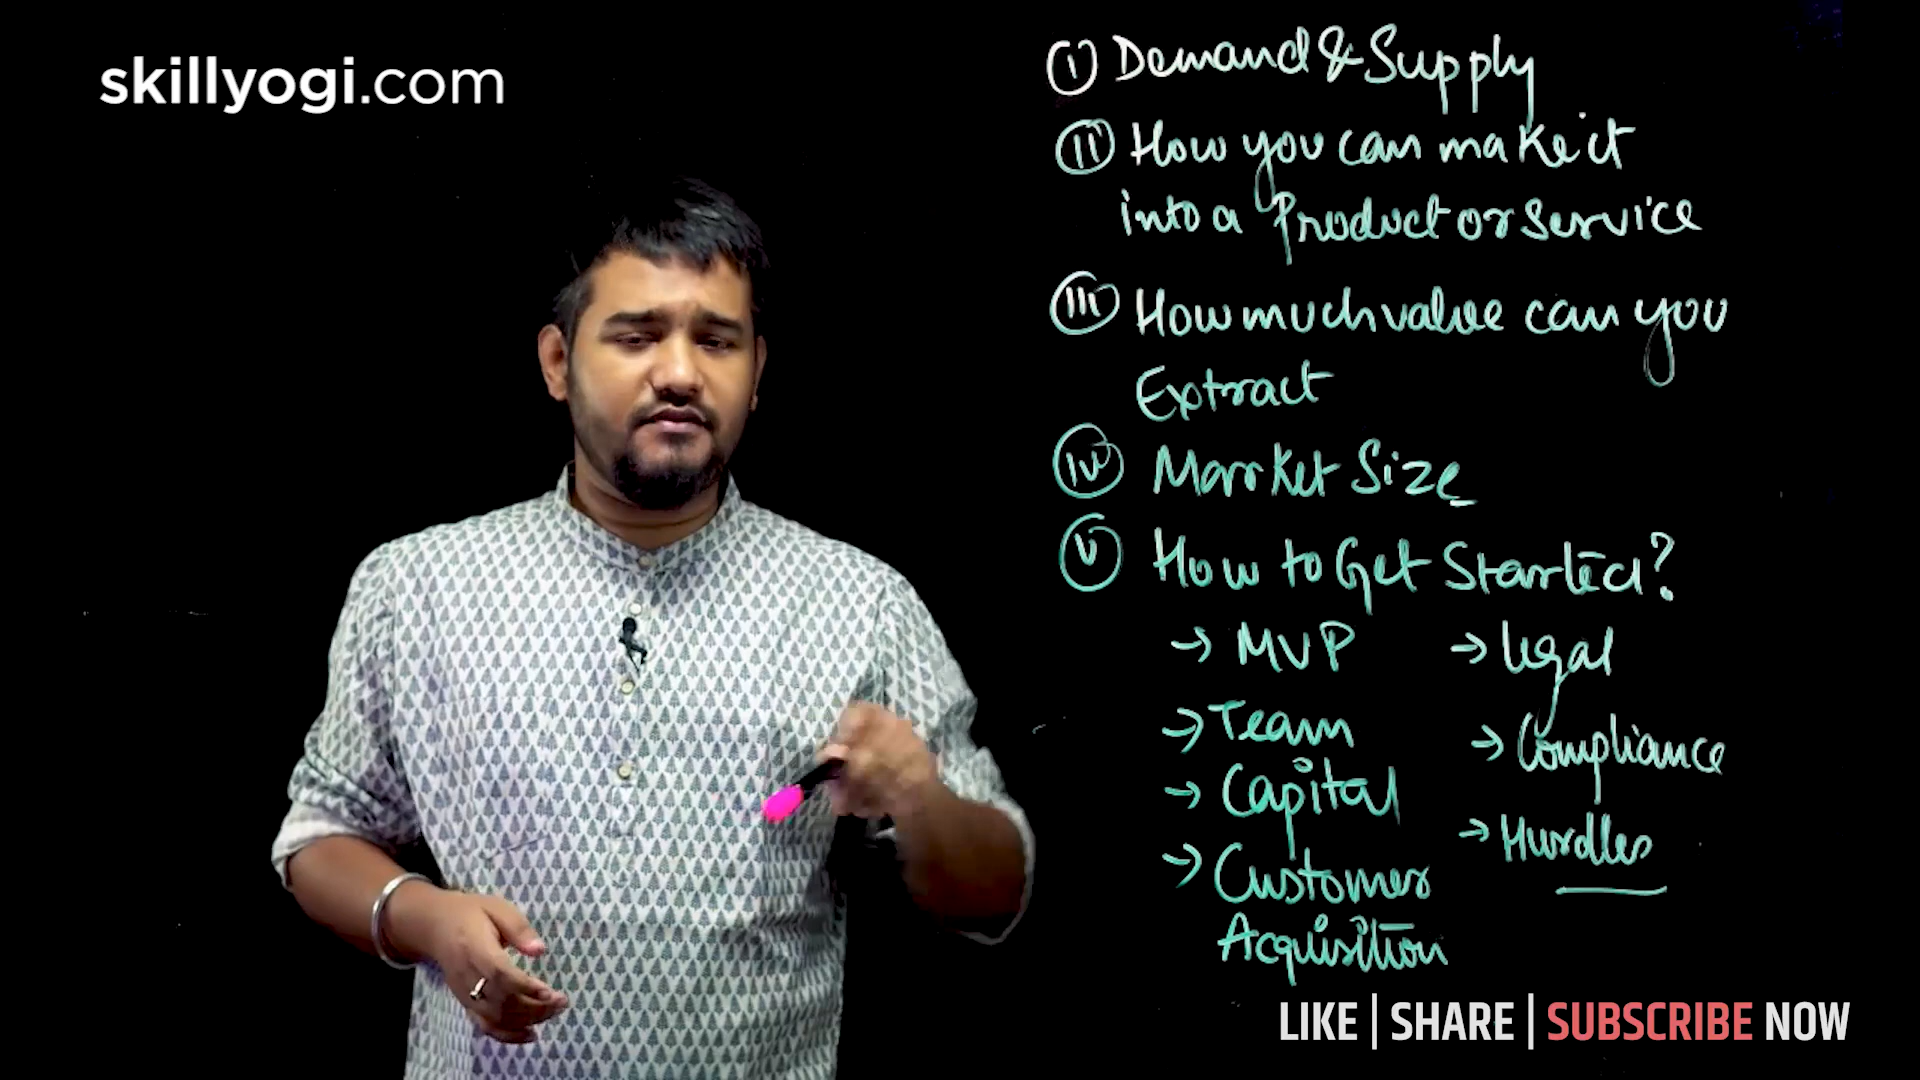 skillyogi.com
(i) Demand & Supply
(ii) How you can make it
into a Product or Service
(iii) How much value can you
Extract
(iv) Market Size
(v) How to Get Started?
→ MVP → Legal
→ Team → Compliance
→ Capital → Hurdles
→ Customer
Acquisition
LIKE | SHARE | SUBSCRIBE NOW